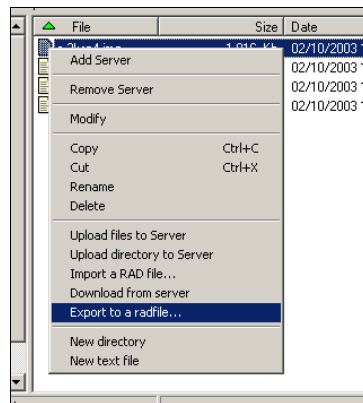 File Size Date
02/10/2003
Add Server 02/10/2003
Remove Server 02/10/2003
02/10/2003
Modify
Copy Ctrl+C
Cut Ctrl+X
Rename
Delete
Upload files to Server
Upload directory to Server
Import a RAD file...
Download from server
Export to a radfile...
New directory
New text file